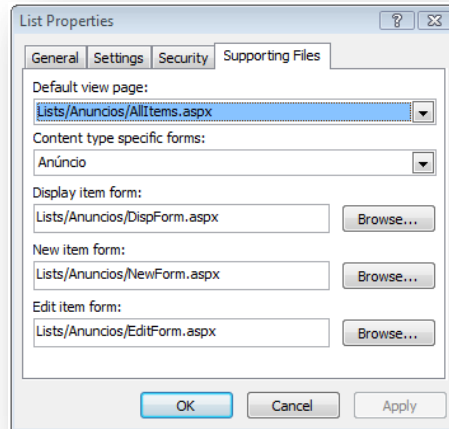 List Properties
General Settings Security Supporting Files
Default view page:
Lists/Anuncios/AllItems.aspx
Content type specific forms:
Anúncio
Display item form:
Lists/Anuncios/DispForm.aspx Browse...
New item form:
Lists/Anuncios/NewForm.aspx Browse...
Edit item form:
Lists/Anuncios/EditForm.aspx Browse...
OK Cancel Apply